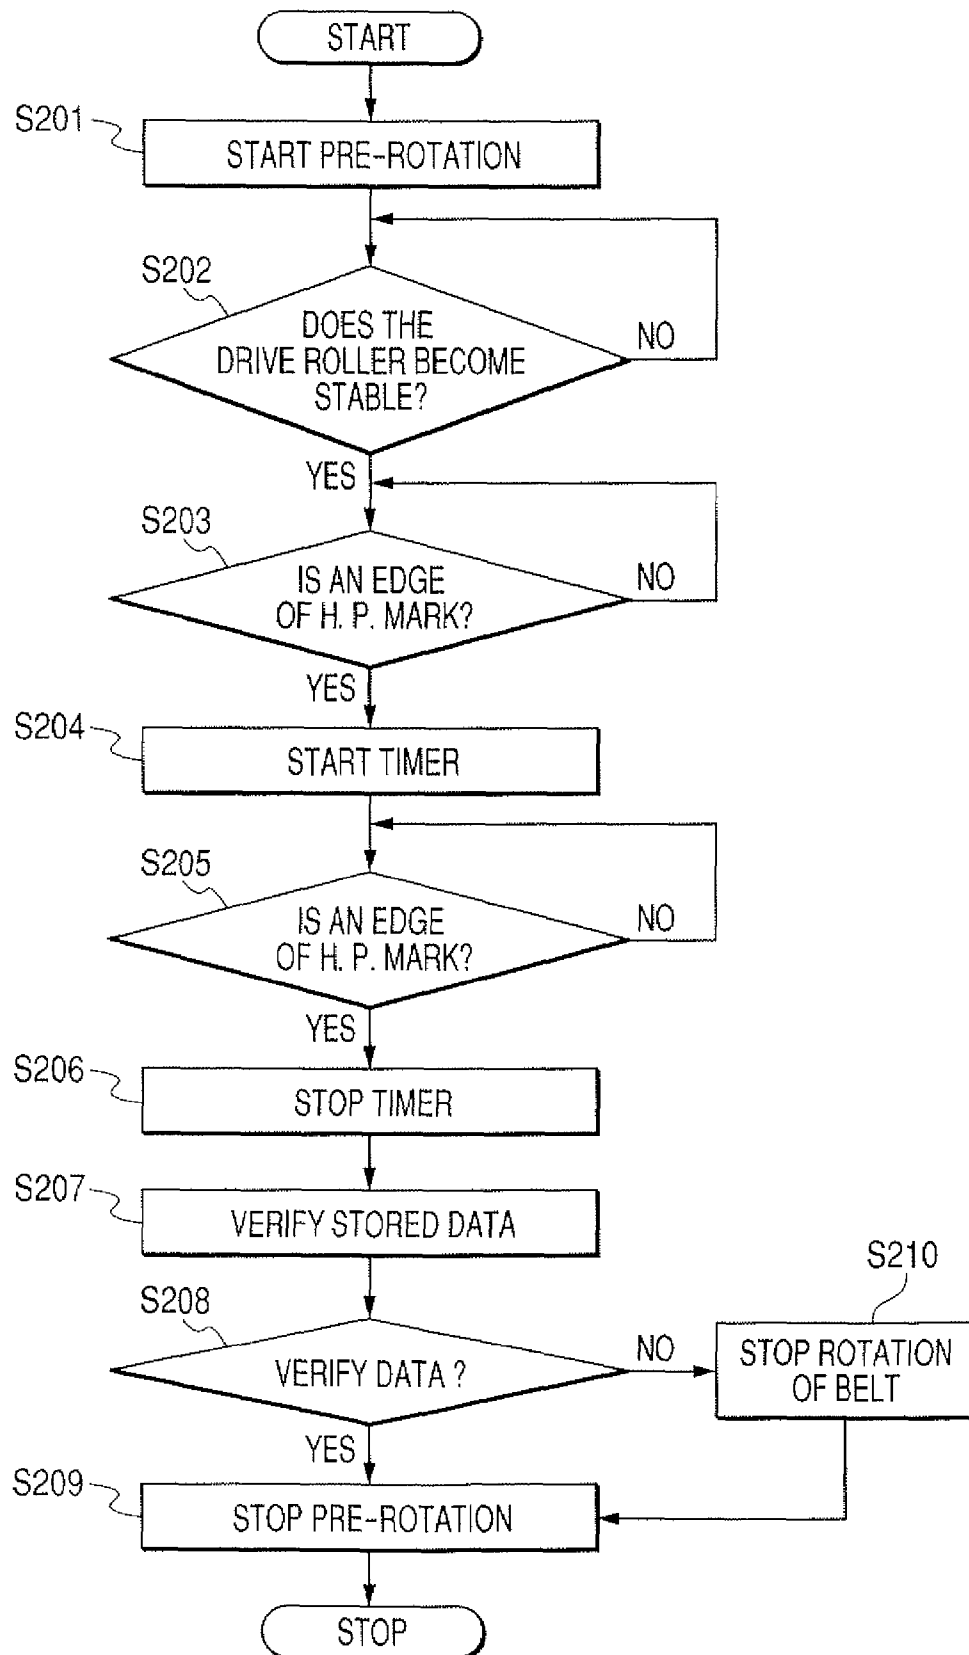 START
S201
START PRE-ROTATION
S202
DOES THE
DRIVE ROLLER BECOME
STABLE?
NO
YES
S203
IS AN EDGE
OF H. P. MARK?
NO
YES
S204
START TIMER
S205
IS AN EDGE
OF H. P. MARK?
NO
YES
S206
STOP TIMER
S207
VERIFY STORED DATA
S208
VERIFY DATA ?
NO
S210
STOP ROTATION
OF BELT
YES
S209
STOP PRE-ROTATION
STOP